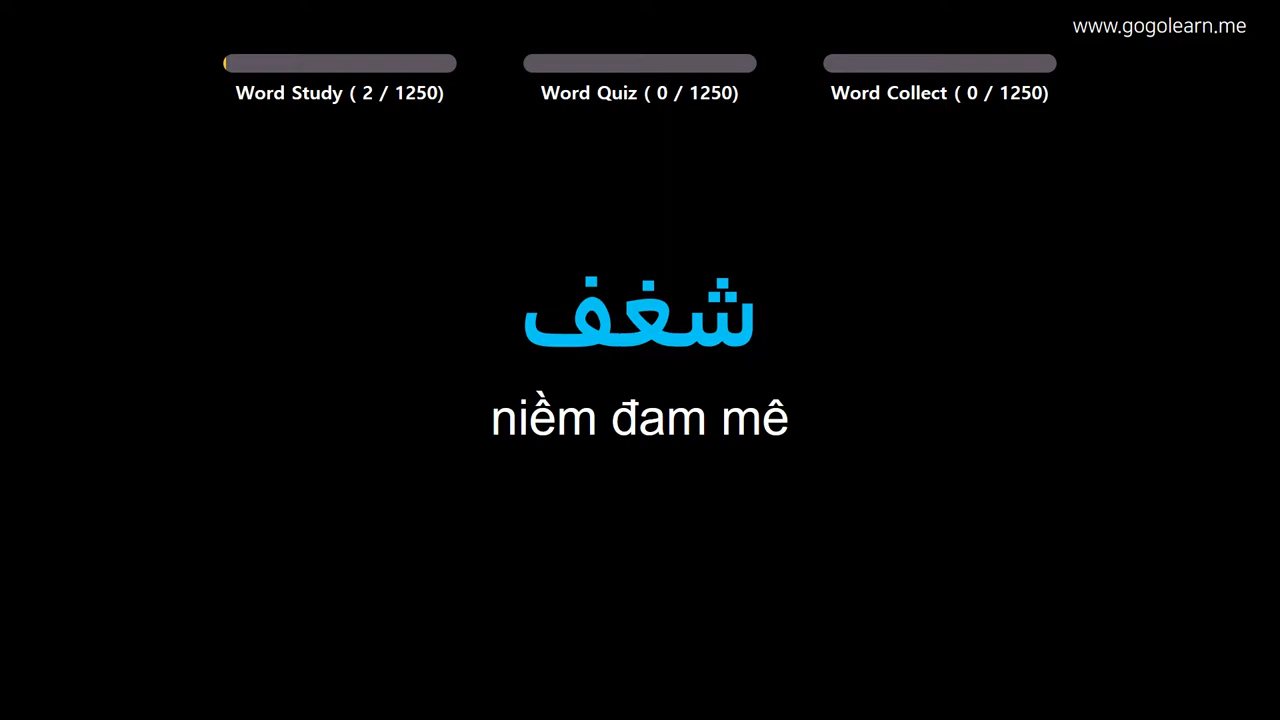 www.gogolearn.me
Word Study ( 2 / 1250)
Word Quiz ( 0 / 1250)
Word Collect ( 0 / 1250)
شغف
niềm đam mê